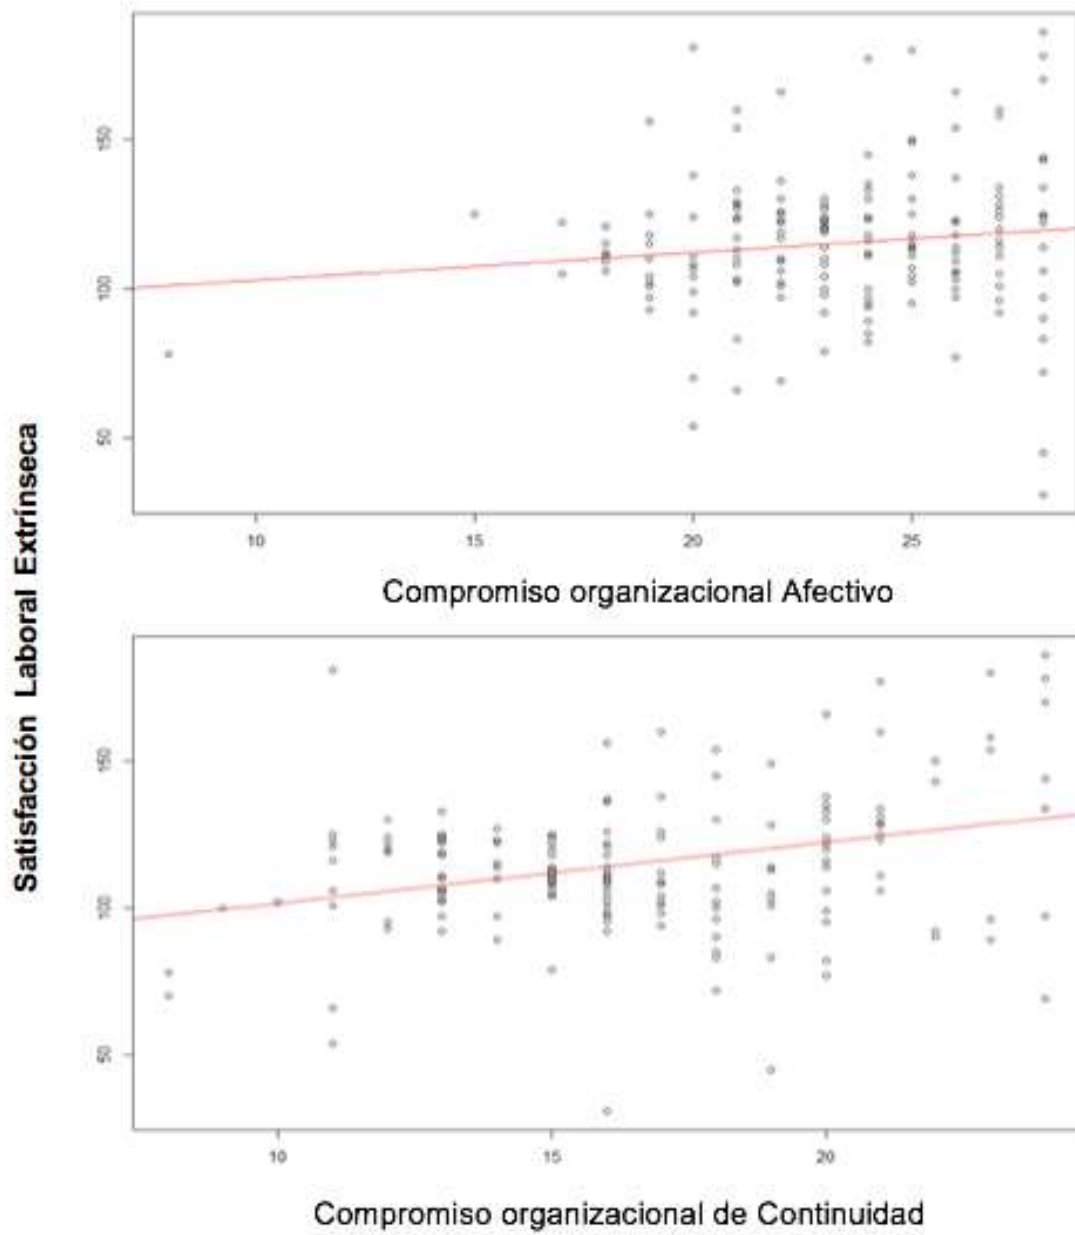 Satisfacción Laboral Extrínseca
150
100
50
10 15 20 25
Compromiso organizacional Afectivo
150
100
50
10 15 20
Compromiso organizacional de Continuidad